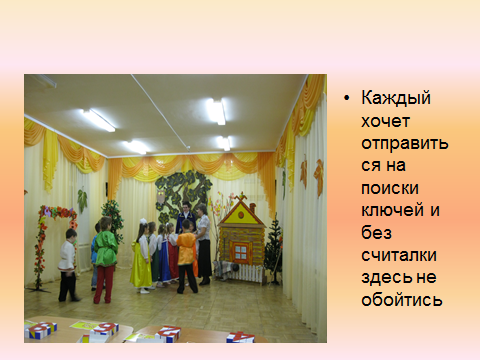 • Каждый
хочет
отправить
ся на
поиски
ключей и
без
считалки
здесь не
обойтись